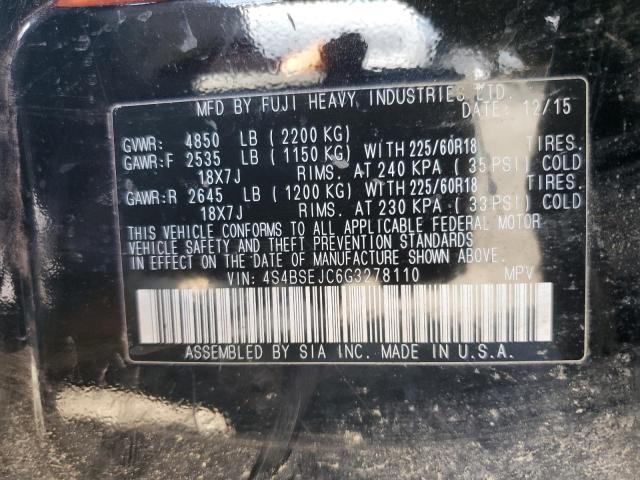 MFD BY FUJI HEAVY INDUSTRIES LTD.
DATE: 12/15
GVWR: 4850 LB (2200 KG)
GAWR:F 2535 LB (1150 KG) WITH 225/60R18 TIRES.
18X7J RIMS. AT 240 KPA (35 PSI) COLD
GAWR:R 2645 LB (1200 KG) WITH 225/60R18 TIRES.
18X7J RIMS. AT 230 KPA (33 PSI) COLD
THIS VEHICLE CONFORMS TO ALL APPLICABLE FEDERAL MOTOR
VEHICLE SAFETY AND THEFT PREVENTION STANDARDS
IN EFFECT ON THE DATE OF MANUFACTURE SHOWN ABOVE.
VIN: 4S4BSEJC6G3278110 MPV
ASSEMBLED BY SIA INC. MADE IN U.S.A.